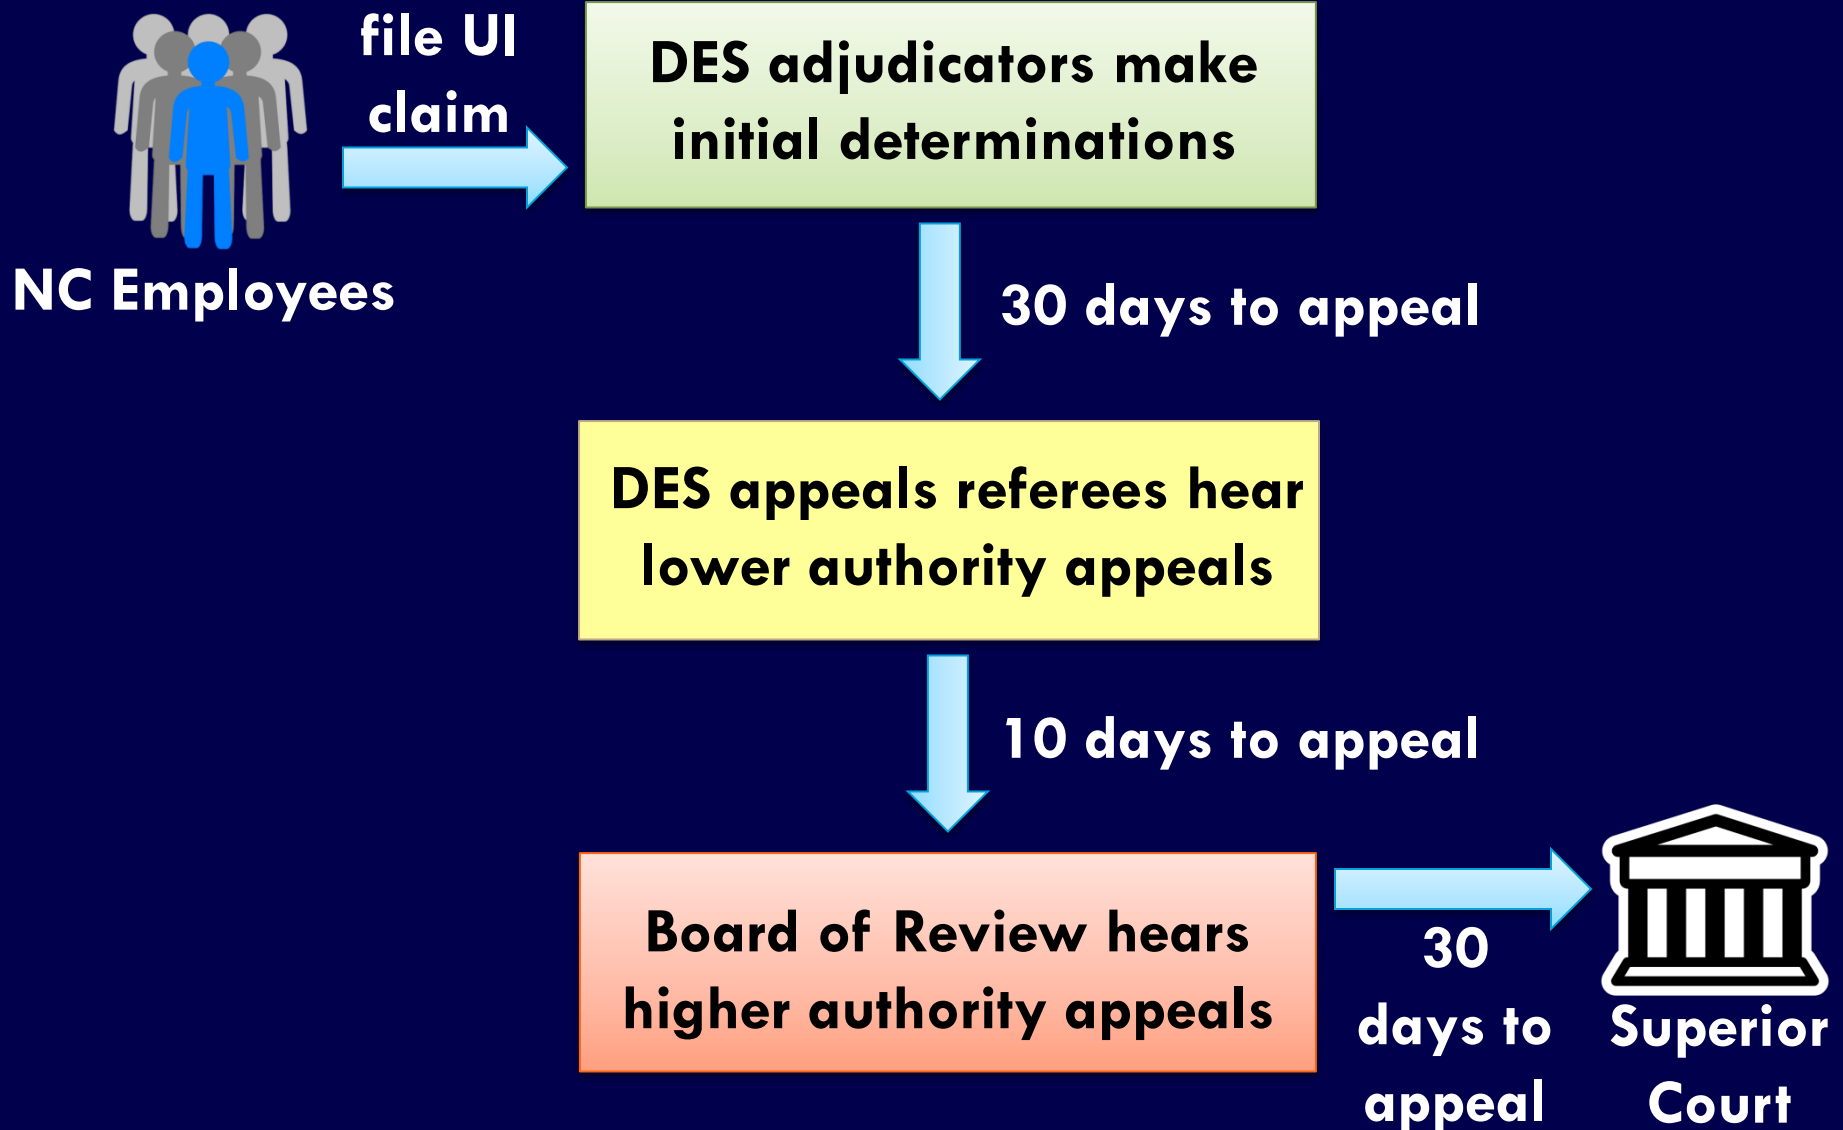 file UI
claim
DES adjudicators make
initial determinations
NC Employees
30 days to appeal
DES appeals referees hear
lower authority appeals
10 days to appeal
Board of Review hears
higher authority appeals
30
days to
appeal
Superior
Court